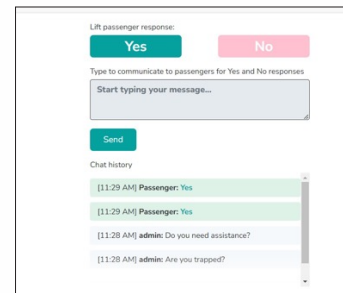 Lift passenger response:
Yes
No
Type to communicate to passengers for Yes and No responses
Start typing your message...
Send
Chat history
[11:29 AM] Passenger: Yes
[11:29 AM] Passenger: Yes
[11:28 AM] admin: Do you need assistance?
[11:28 AM] admin: Are you trapped?